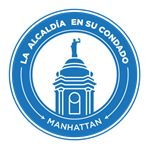 LA ALCALDÍA EN SU CONDADO
MANHATTAN